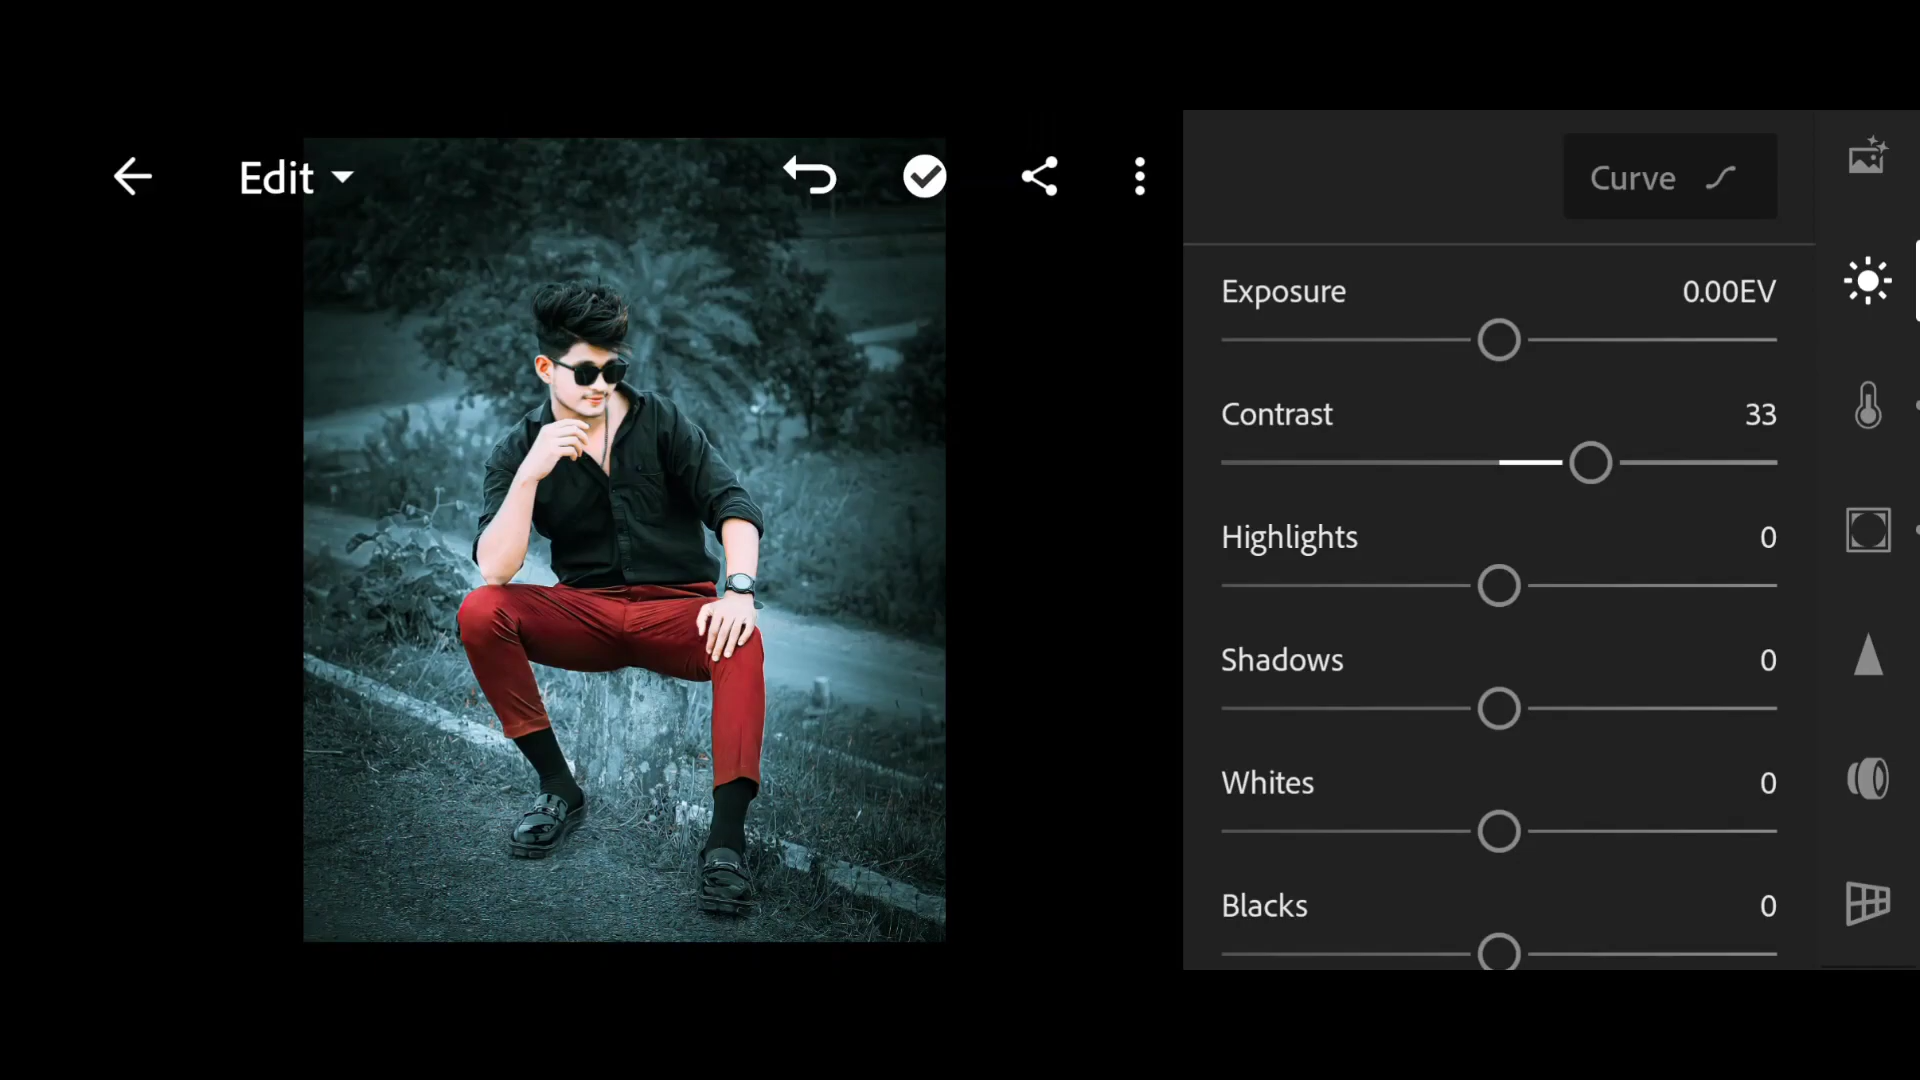 Edit
Curve
Exposure 0.00EV
Contrast 33
Highlights 0
Shadows 0
Whites 0
Blacks 0